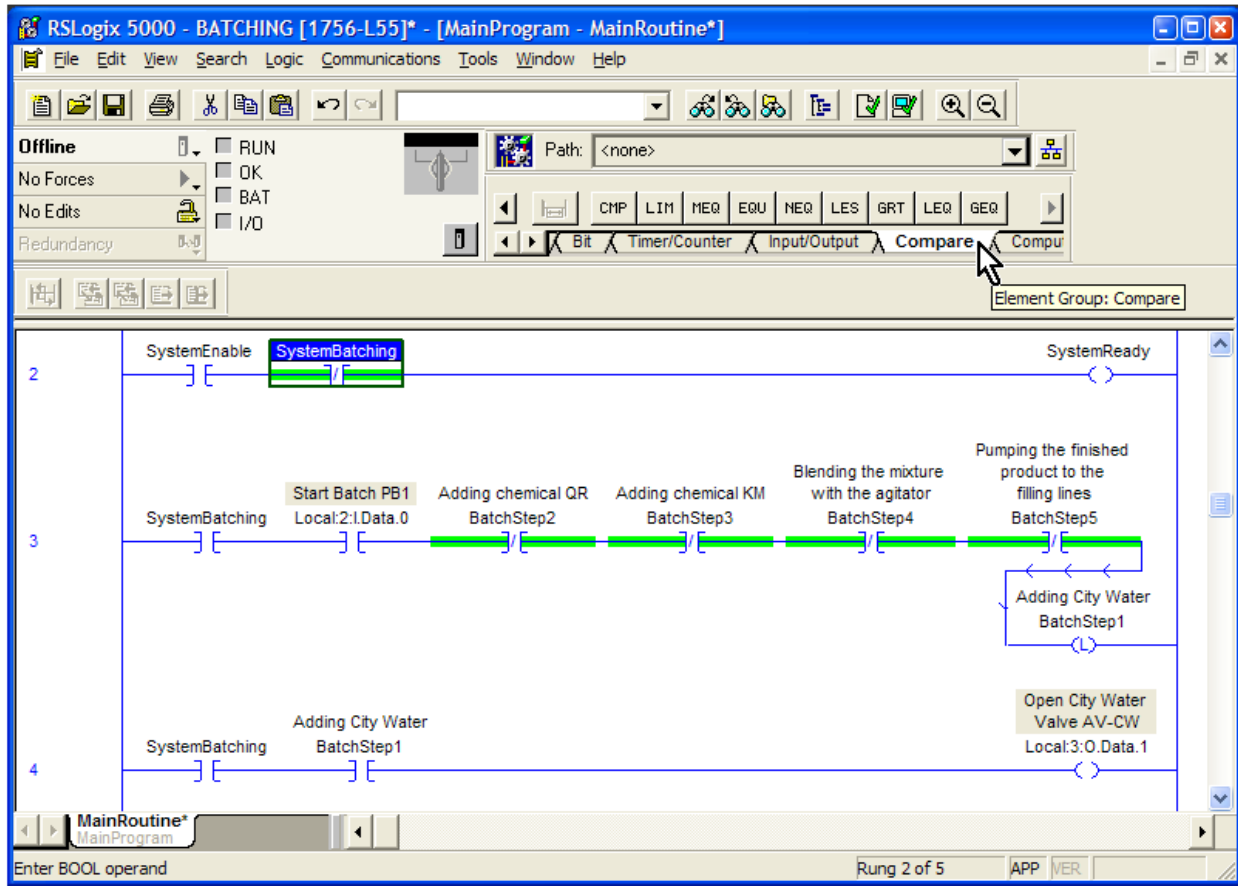 RSLogix 5000 - BATCHING [1756-L55]* - [MainProgram - MainRoutine*]
File Edit View Search Logic Communications Tools Window Help
Offline
RUN
Path: <none>
No Forces
OK
BAT
No Edits
I/O
CMP LIM MEQ EQU NEQ LES GRT LEQ GEQ
Redundancy
Bit Timer/Counter Input/Output Compare Comput
Element Group: Compare
SystemEnable SystemBatching SystemReady
2
/
Pumping the finished
Blending the mixture product to the
Start Batch PB1 Adding chemical QR Adding chemical KM with the agitator filling lines
SystemBatching Local:2:I.Data.0 BatchStep2 BatchStep3 BatchStep4 BatchStep5
3
/ / / /
Adding City Water
BatchStep1
L
Open City Water
Adding City Water Valve AV-CW
SystemBatching BatchStep1 Local:3:O.Data.1
4
MainRoutine*
MainProgram
Enter BOOL operand Rung 2 of 5 APP VER